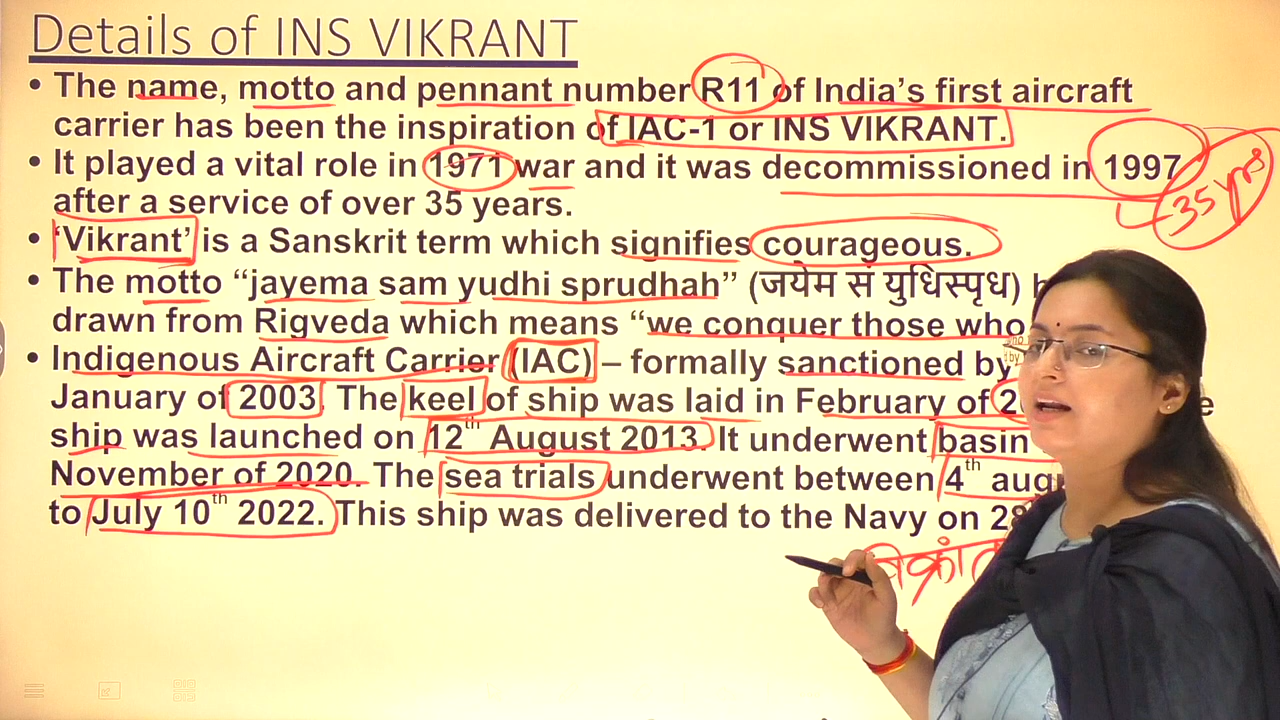 Details of INS VIKRANT
• The name, motto and pennant number R11 of India's first aircraft
carrier has been the inspiration of IAC-1 or INS VIKRANT.
• It played a vital role in 1971 war and it was decommissioned in 1997
after a service of over 35 years.
35 yrs
• 'Vikrant' is a Sanskrit term which signifies courageous.
• The motto “jayema sam yudhi sprudhah” (जयेम सं युधिस्पृध)
drawn from Rigveda which means “we conquer those who
• Indigenous Aircraft Carrier (IAC) – formally sanctioned by
January of 2003. The keel of ship was laid in February of
ship was launched on 12th August 2013. It underwent basin
November of 2020. The sea trials underwent between 4th
to July 10th 2022. This ship was delivered to the Navy on
विक्रांत